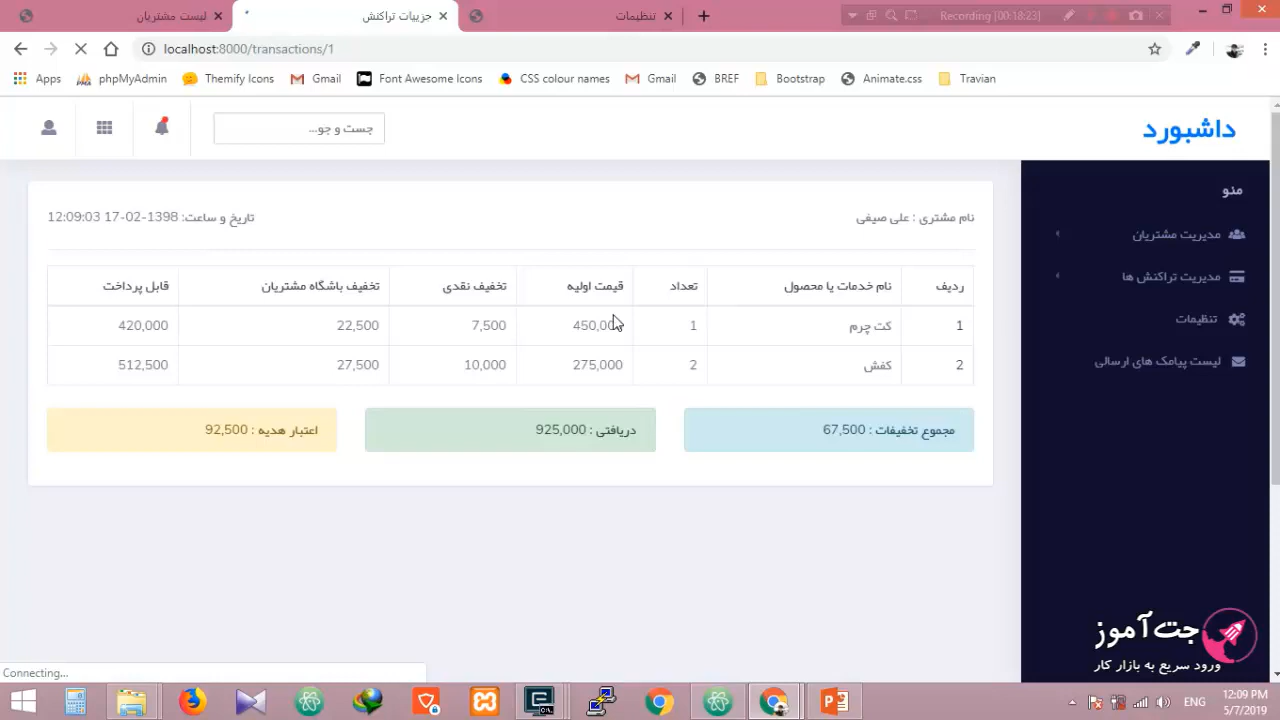 لیست مشتریان
جزییات تراکنش
تنظیمات
Recording [00:18:23]
localhost:8000/transactions/1
Apps phpMyAdmin Themify Icons Gmail Font Awesome Icons CSS colour names Gmail BREF Bootstrap Animate.css Travian
داشبورد
جست و جو...
منو
مدیریت مشتریان
مدیریت تراکنش ها
تنظیمات
لیست پیامک های ارسالی
نام مشتری : علی صیفی
تاریخ و ساعت: 1398-02-17 12:09:03
ردیف نام خدمات یا محصول تعداد قیمت اولیه تخفیف نقدی تخفیف باشگاه مشتریان قابل پرداخت
1 کت چرم 1 450,000 7,500 22,500 420,000
2 کفش 2 275,000 10,000 27,500 512,500
مجموع تخفیفات : 67,500
دریافتی : 925,000
اعتبار هدیه : 92,500
جت‌آموز
ورود سریع به بازار کار
Connecting...
ENG
12:09 PM
5/7/2019